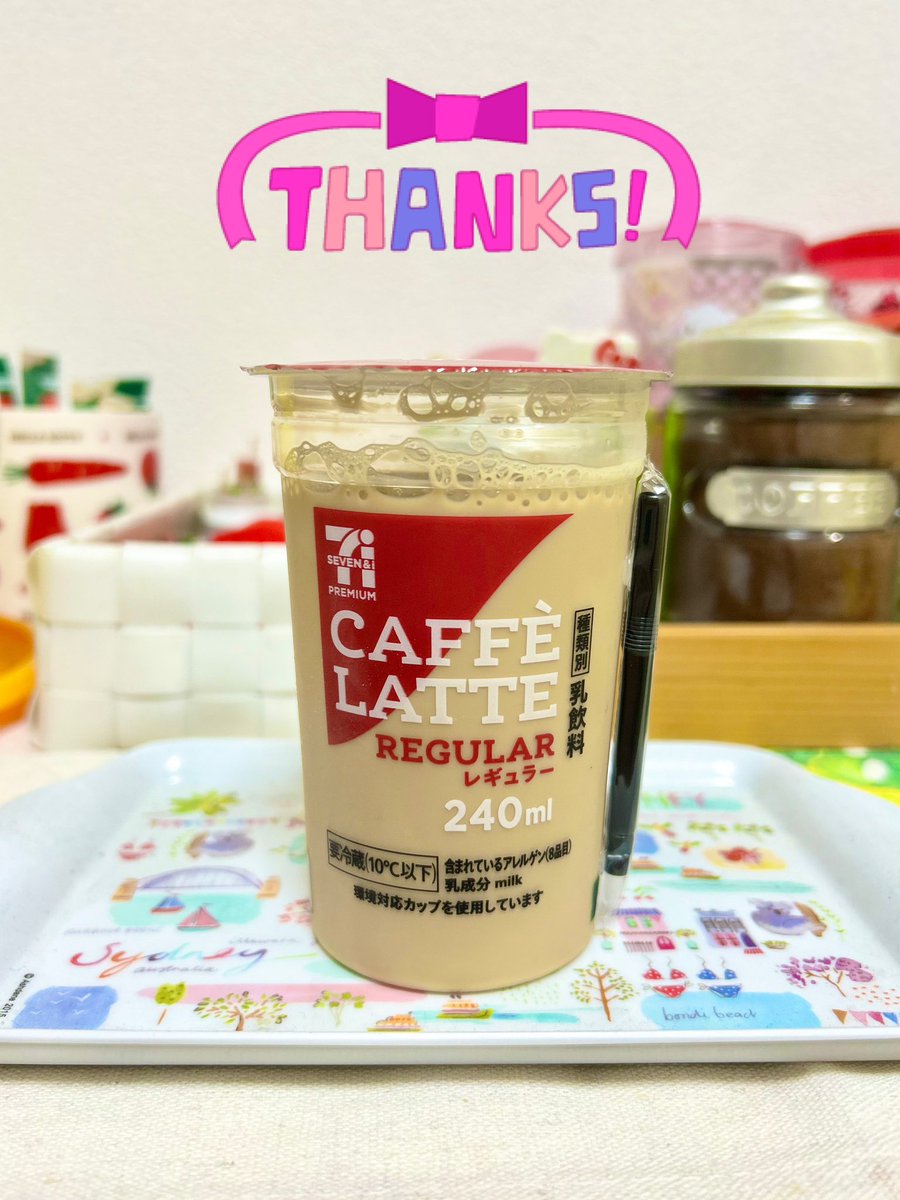 THANKS!
COFFEE
7i
SEVEN&i
PREMIUM
CAFFÈ
LATTE
REGULAR
レギュラー
240ml
種類別 乳飲料
要冷蔵(10℃以下)
含まれているアレルゲン(8品目)
乳成分 milk
環境対応カップを使用しています
Sydney
australia
bondi beach